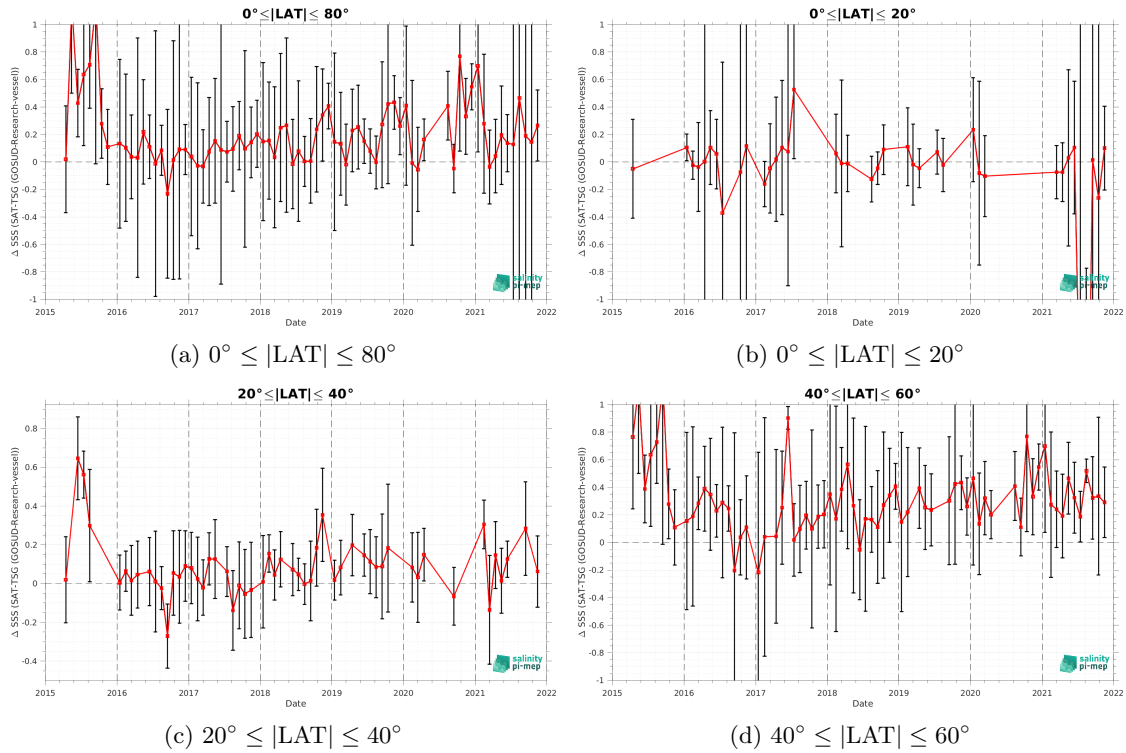 0°≤|LAT|≤ 80°
Δ SSS (SAT-TSG (GOSUD-Research-vessel))
1
0.8
0.6
0.4
0.2
0
-0.2
-0.4
-0.6
-0.8
-1
2015 2016 2017 2018 2019 2020 2021 2022
Date
salinity
pi-mep
(a) 0° ≤ |LAT| ≤ 80°
0°≤|LAT|≤ 20°
Δ SSS (SAT-TSG (GOSUD-Research-vessel))
1
0.8
0.6
0.4
0.2
0
-0.2
-0.4
-0.6
-0.8
-1
2015 2016 2017 2018 2019 2020 2021 2022
Date
salinity
pi-mep
(b) 0° ≤ |LAT| ≤ 20°
20°≤|LAT|≤ 40°
Δ SSS (SAT-TSG (GOSUD-Research-vessel))
0.8
0.6
0.4
0.2
0
-0.2
-0.4
2015 2016 2017 2018 2019 2020 2021 2022
Date
salinity
pi-mep
(c) 20° ≤ |LAT| ≤ 40°
40°≤|LAT|≤ 60°
Δ SSS (SAT-TSG (GOSUD-Research-vessel))
1
0.8
0.6
0.4
0.2
0
-0.2
-0.4
-0.6
-0.8
-1
2015 2016 2017 2018 2019 2020 2021 2022
Date
salinity
pi-mep
(d) 40° ≤ |LAT| ≤ 60°